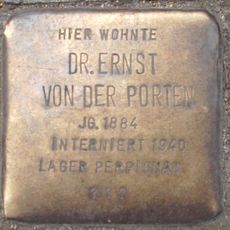 HIER WOHNTE
DR. ERNST
VON DER PORTEN
JG. 1884
INTERNIERT 1940
LAGER PERPIGNAN
???